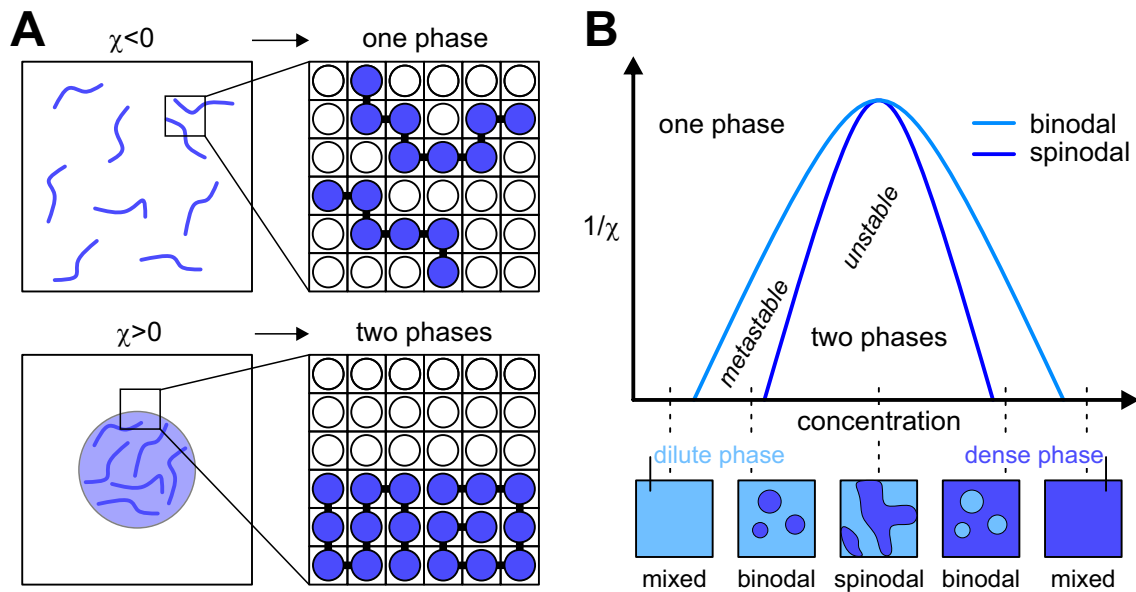 A
χ<0
one phase
χ>0
two phases
B
one phase
binodal
spinodal
1/χ
unstable
metastable
two phases
concentration
dilute phase
dense phase
mixed
binodal
spinodal
binodal
mixed